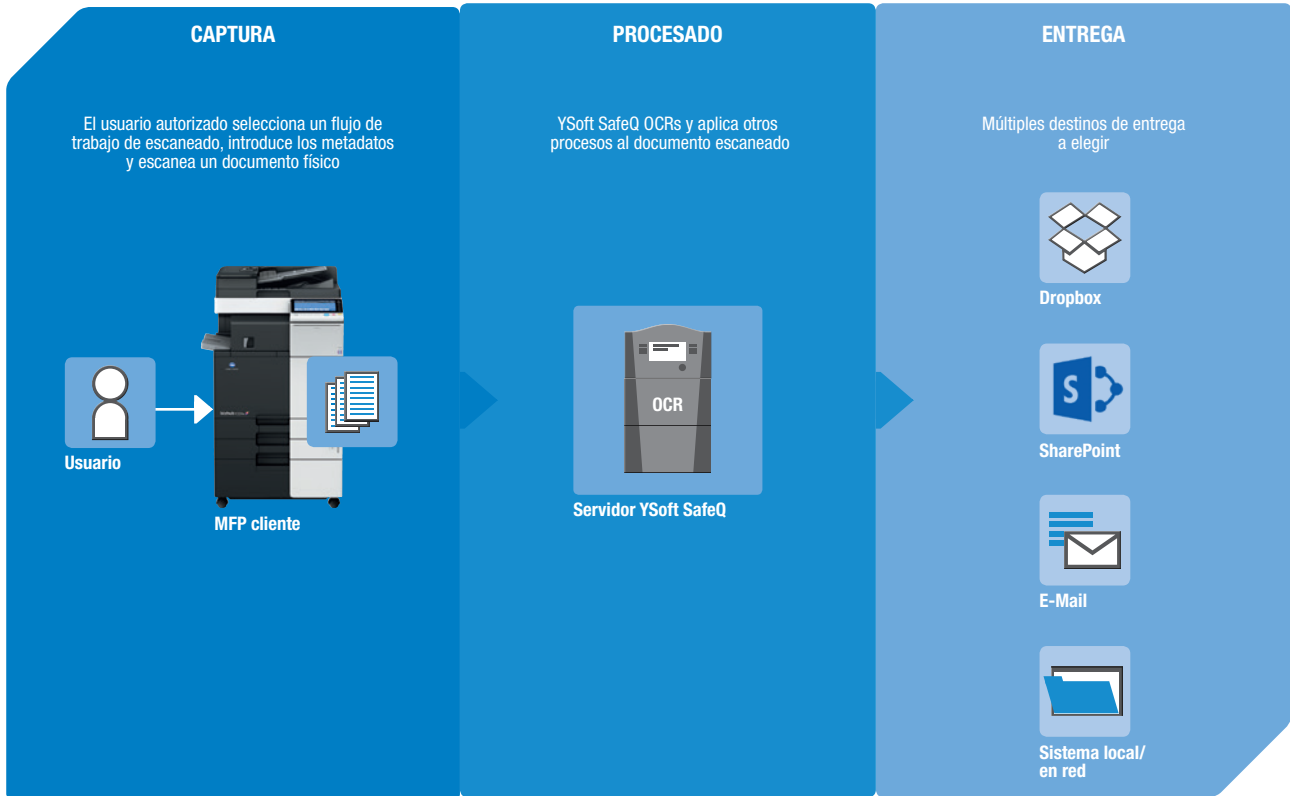 CAPTURA
El usuario autorizado selecciona un flujo de
trabajo de escaneado, introduce los metadatos
y escanea un documento físico
Usuario
MFP cliente
PROCESADO
YSoft SafeQ OCRs y aplica otros
procesos al documento escaneado
OCR
Servidor YSoft SafeQ
ENTREGA
Múltiples destinos de entrega
a elegir
Dropbox
S
SharePoint
E-Mail
Sistema local/
en red